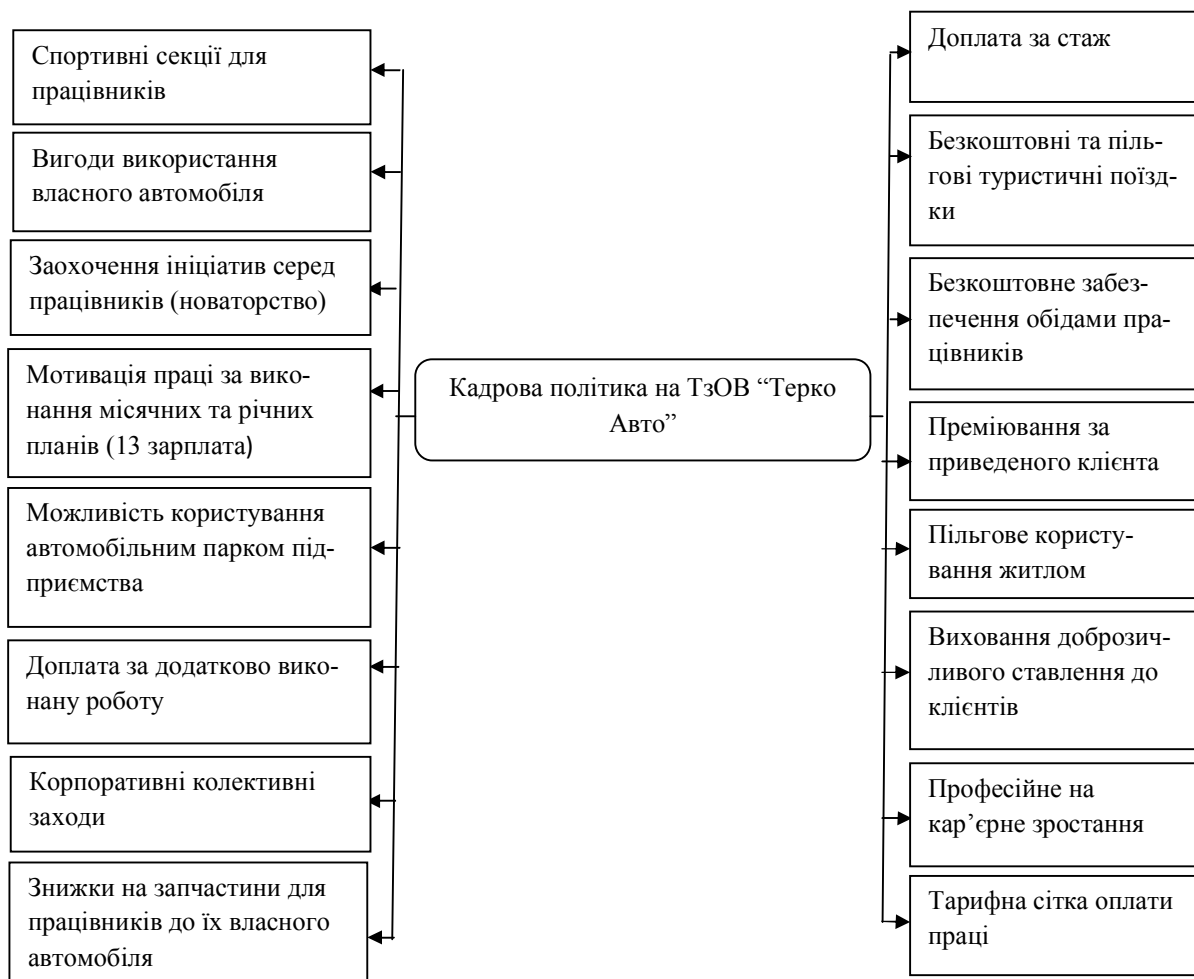 Спортивні секції для
працівників
Вигоди використання
власного автомобіля
Заохочення ініціатив серед
працівників (новаторство)
Мотивація праці за вико-
нання місячних та річних
планів (13 зарплата)
Можливість користування
автомобільним парком під-
приємства
Доплата за додатково вико-
нану роботу
Корпоративні колективні
заходи
Знижки на запчастини для
працівників до їх власного
автомобіля
Кадрова політика на ТзОВ “Терко
Авто”
Доплата за стаж
Безкоштовні та піль-
гові туристичні поїзд-
ки
Безкоштовне забез-
печення обідами пра-
цівників
Преміювання за
приведеного клієнта
Пільгове користу-
вання житлом
Виховання доброзич-
ливого ставлення до
клієнтів
Професійне на
кар’єрне зростання
Тарифна сітка оплати
праці